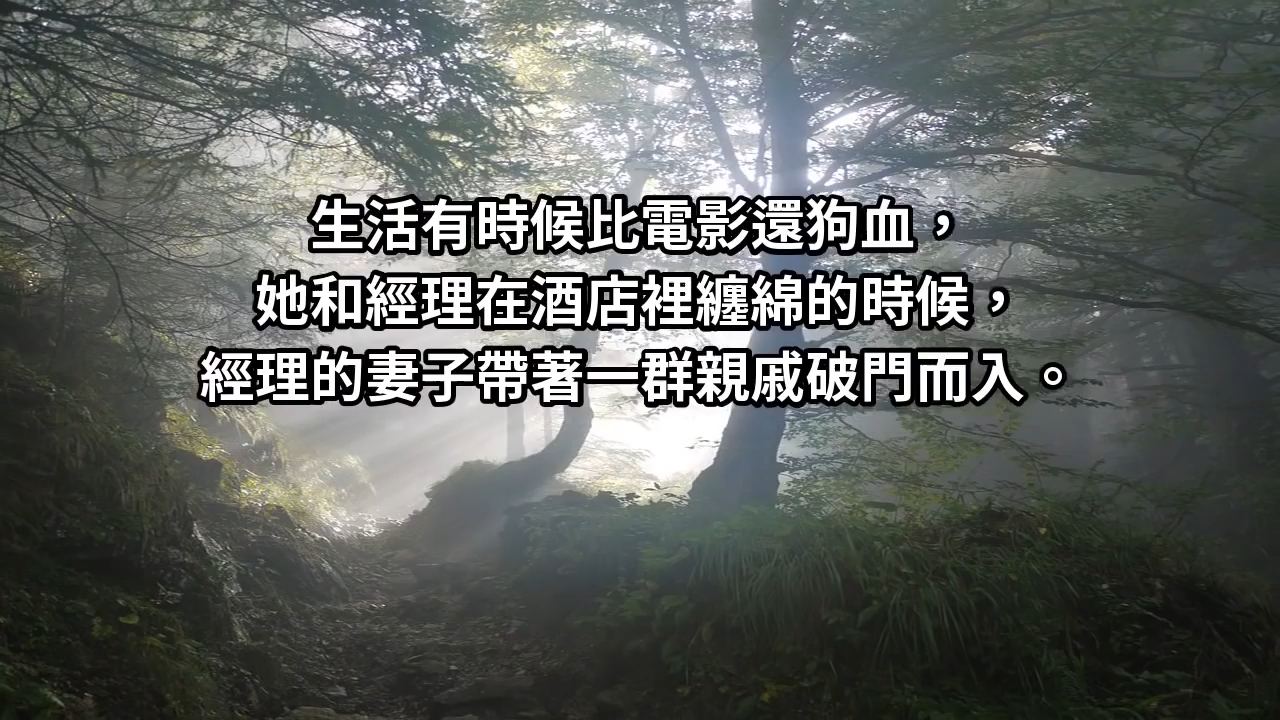 生活有時候比電影還狗血，
她和經理在酒店裡纏綿的時候，
經理的妻子帶著一群親戚破門而入。